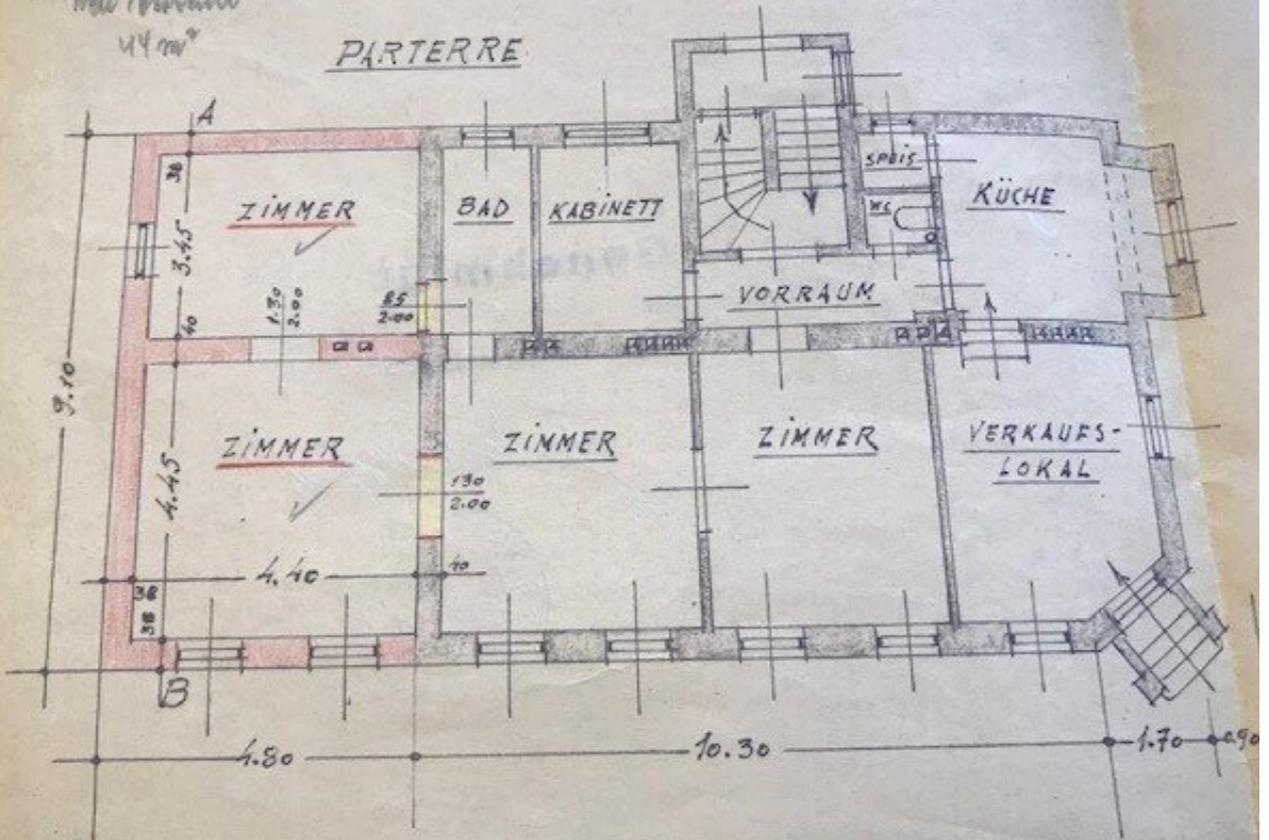 44 m²
PARTERRE
A
38
SPEIS
ZIMMER
BAD
KABINETT
WC
KÜCHE
3.45
VORRAUM
1.30
2.00
85
2.00
40
9.10
ZIMMER
ZIMMER
ZIMMER
VERKAUFS-
LOKAL
4.45
130
2.00
4.40
40
38
38
B
4.80
10.30
1.70
0.90